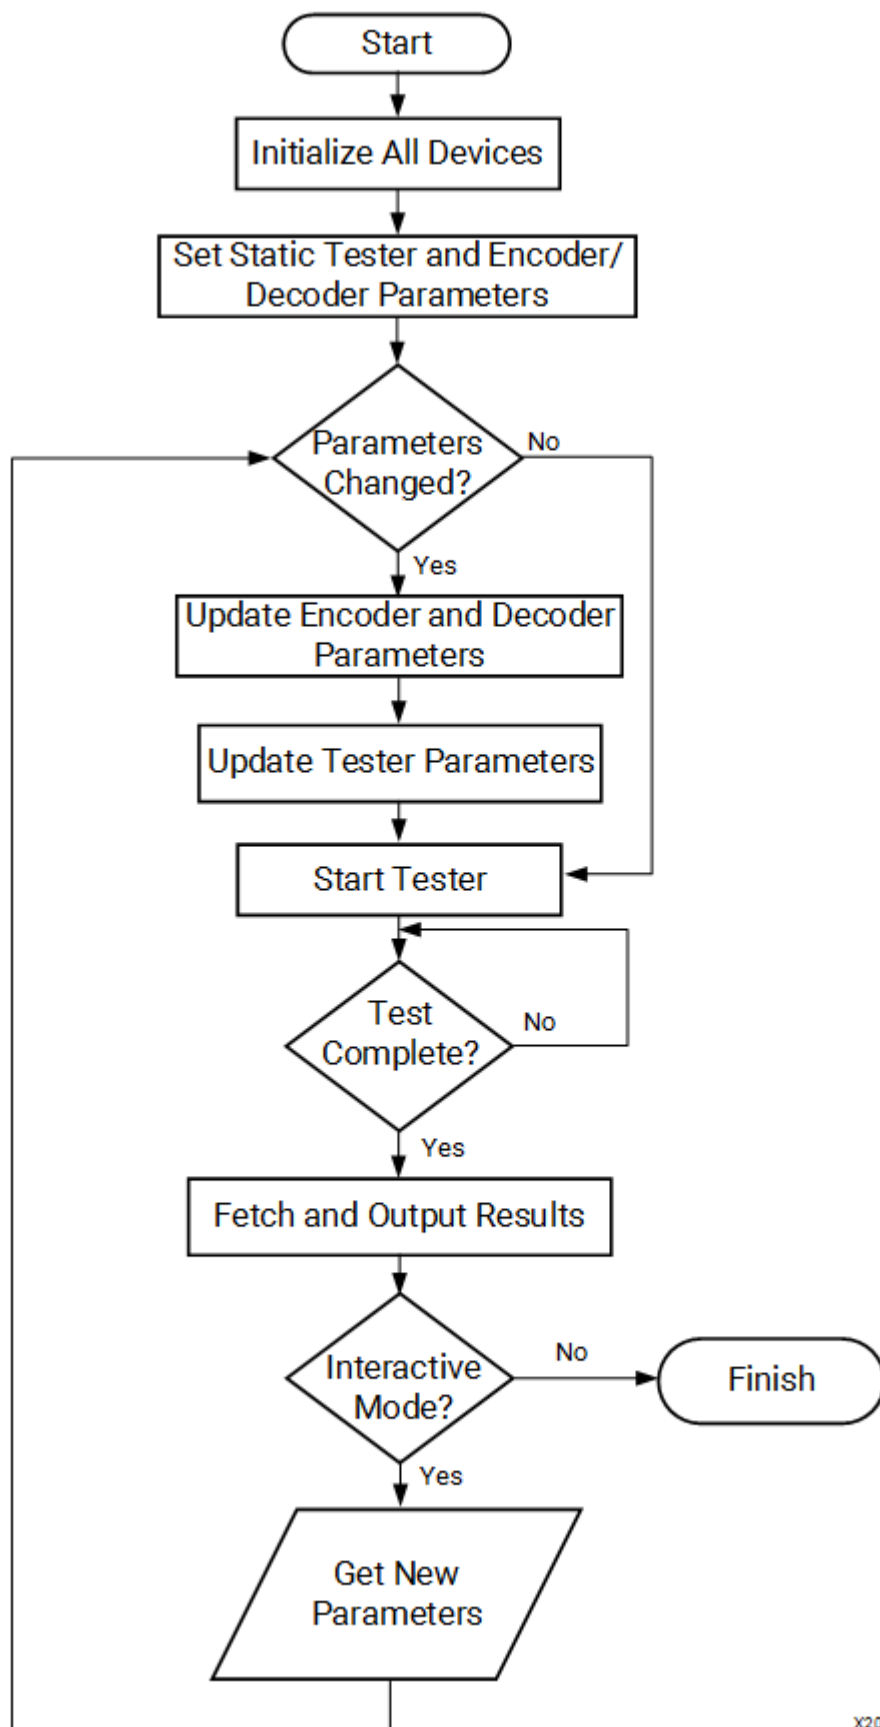 Start
Initialize All Devices
Set Static Tester and Encoder/
Decoder Parameters
Parameters
Changed?
No
Yes
Update Encoder and Decoder
Parameters
Update Tester Parameters
Start Tester
Test
Complete?
No
Yes
Fetch and Output Results
Interactive
Mode?
No
Finish
Yes
Get New
Parameters